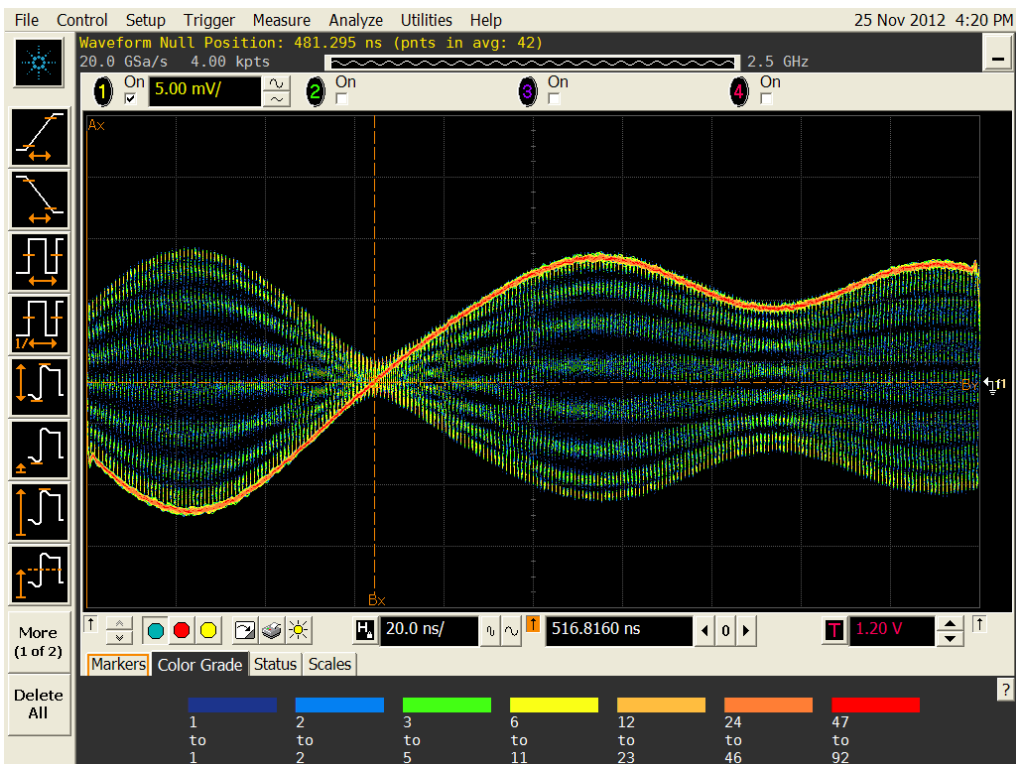 File Control Setup Trigger Measure Analyze Utilities Help 25 Nov 2012 4:20 PM
Waveform Null Position: 481.295 ns (pnts in avg: 42)
20.0 GSa/s 4.00 kpts 2.5 GHz
1 On 5.00 mV/ 2 On 3 On 4 On
Ax
By
f1
Bx
1/
More
(1 of 2)
Delete
All
H 20.0 ns/ 516.8160 ns 0 T 1.20 V
Markers Color Grade Status Scales
?
1 2 3 6 12 24 47
to to to to to to to
1 2 5 11 23 46 92